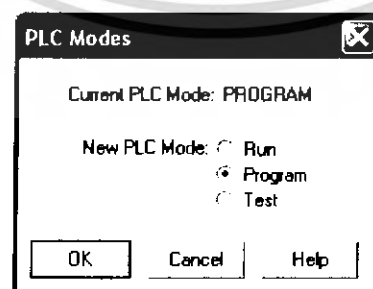 PLC Modes
Current PLC Mode: PROGRAM
New PLC Mode: Run
Program
Test
OK Cancel Help